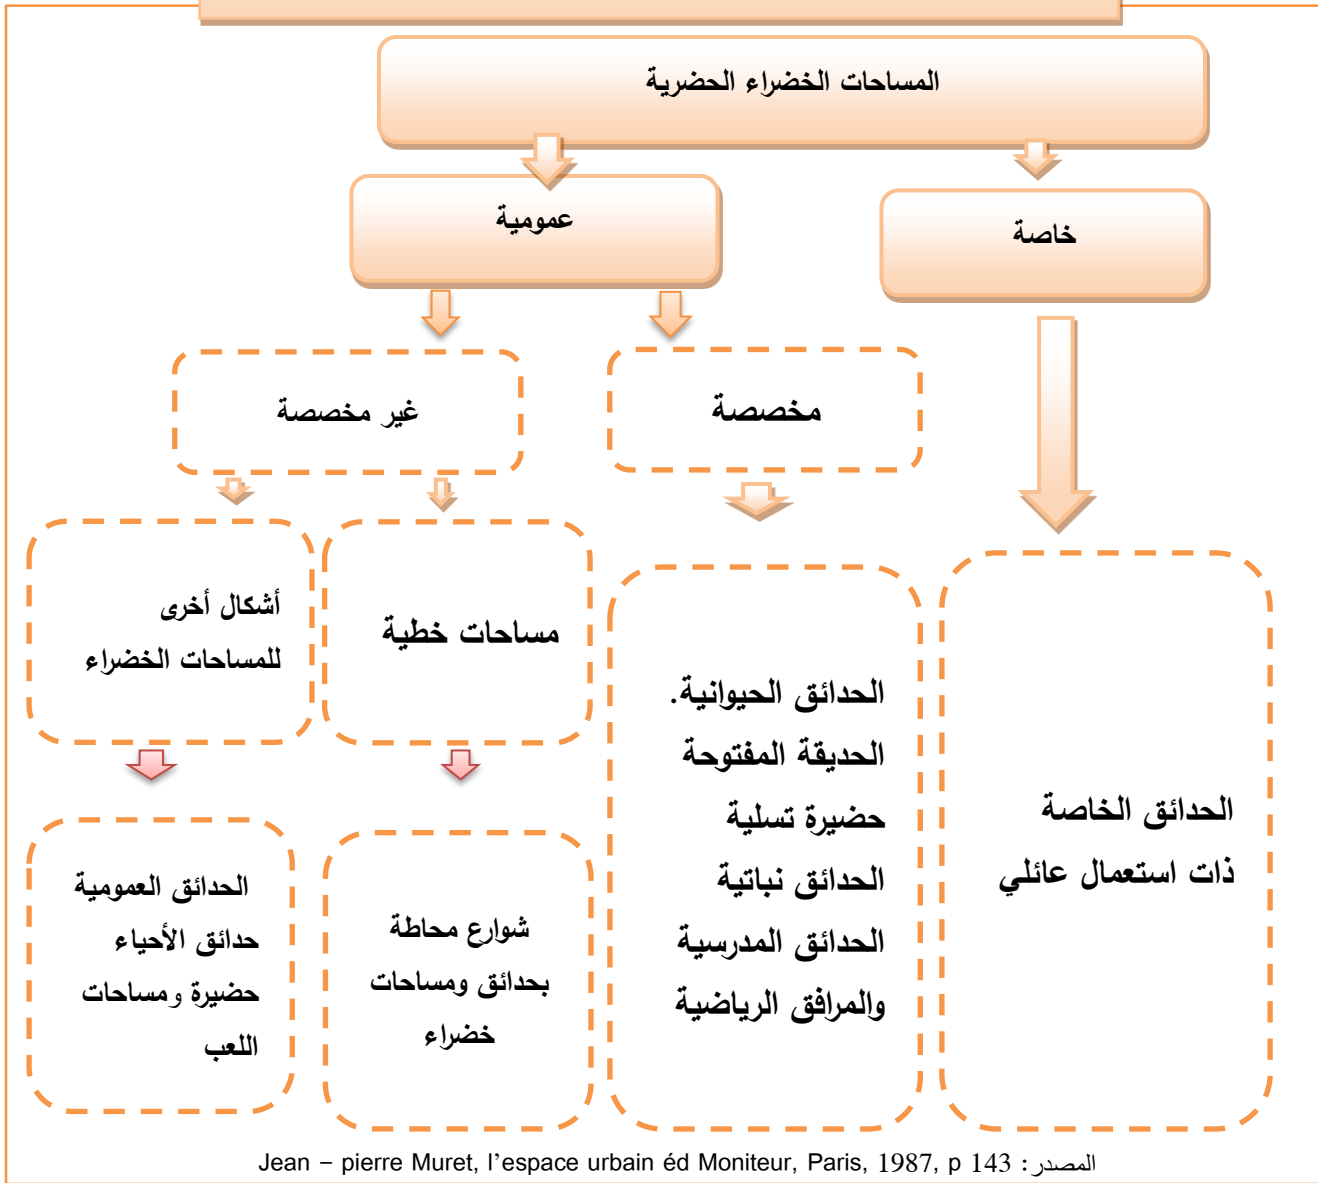 المساحات الخضراء الحضرية
خاصة
عمومية
مخصصة
غير مخصصة
الحدائق الخاصة
ذات استعمال عائلي
الحدائق الحيوانية.
الحديقة المفتوحة
حضيرة تسلية
الحدائق نباتية
الحدائق المدرسية
والمرافق الرياضية
مساحات خطية
أشكال أخرى
للمساحات الخضراء
شوارع محاطة
بحدائق ومساحات
خضراء
الحدائق العمومية
حدائق الأحياء
حضيرة ومساحات
اللعب
المصدر: Jean – pierre Muret, l’espace urbain éd Moniteur, Paris, 1987, p 143